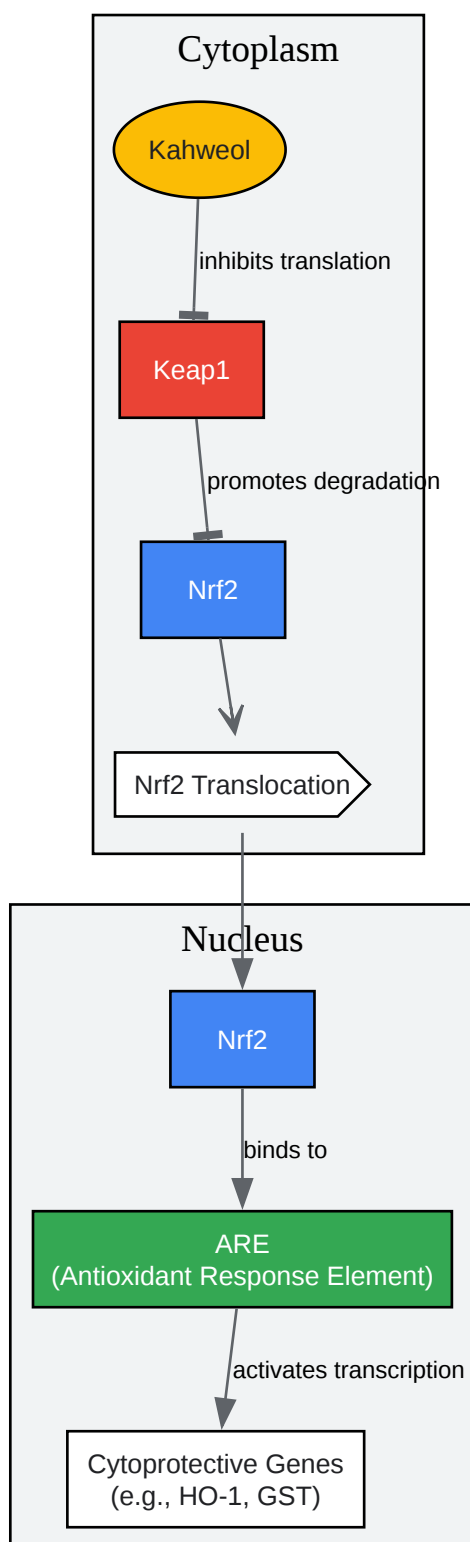 Cytoplasm
Kahweol
inhibits translation
Keap1
promotes degradation
Nrf2
Nrf2 Translocation
Nucleus
Nrf2
binds to
ARE
(Antioxidant Response Element)
activates transcription
Cytoprotective Genes
(e.g., HO-1, GST)